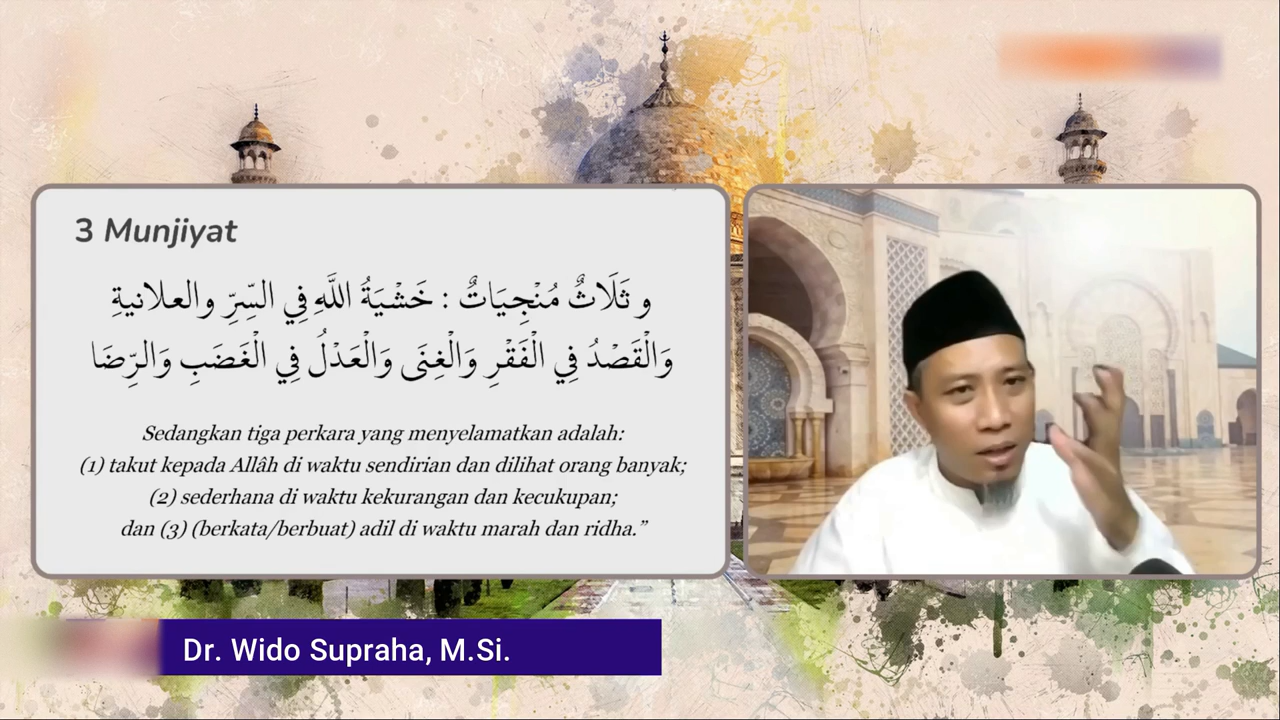 3 Munjiyat
و ثَلَاثٌ مُنْجِيَاتٌ : خَشْيَةُ اللَّهِ فِي السِّرِّ والعلانيةِ
وَالْقَصْدُ فِي الْفَقْرِ وَالْغِنَى وَالْعَدْلُ فِي الْغَضَبِ وَالرِّضَا
Sedangkan tiga perkara yang menyelamatkan adalah:
(1) takut kepada Allâh di waktu sendirian dan dilihat orang banyak;
(2) sederhana di waktu kekurangan dan kecukupan;
dan (3) (berkata/berbuat) adil di waktu marah dan ridha.”
Dr. Wido Supraha, M.Si.